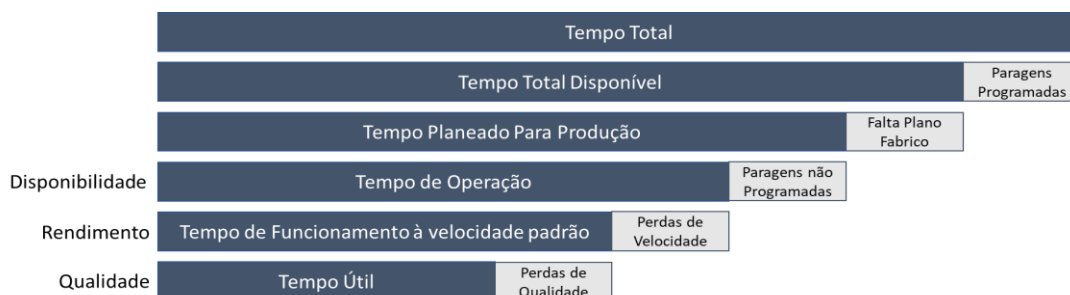 Tempo Total
Tempo Total Disponível
Paragens
Programadas
Tempo Planeado Para Produção
Falta Plano
Fabrico
Disponibilidade
Tempo de Operação
Paragens não
Programadas
Rendimento
Tempo de Funcionamento à velocidade padrão
Perdas de
Velocidade
Qualidade
Tempo Útil
Perdas de
Qualidade